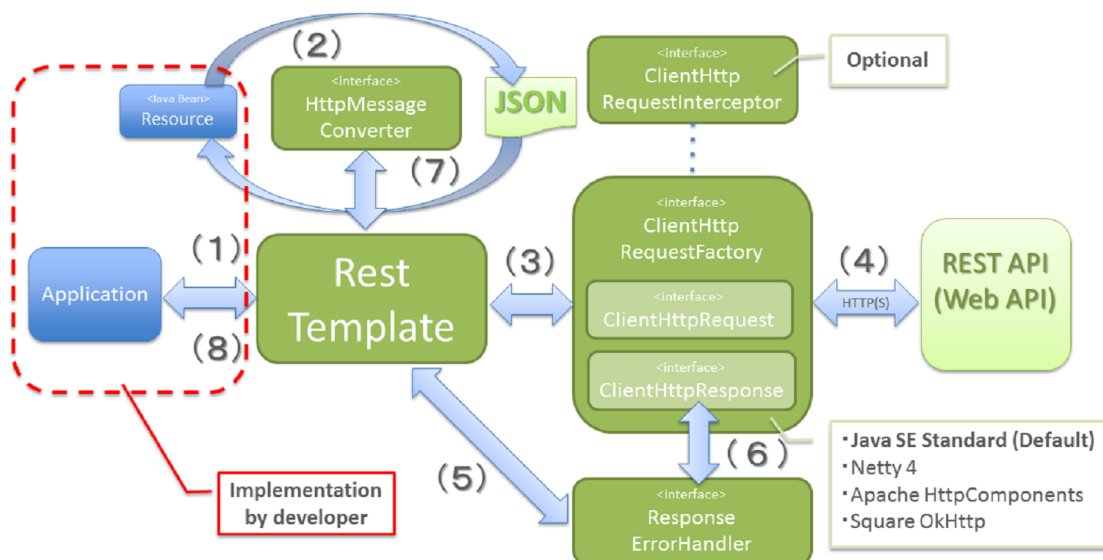 (2)
<interface>
HttpMessage
Converter
<Java Bean>
Resource
JSON
<interface>
ClientHttp
RequestInterceptor
Optional
(7)
<interface>
ClientHttp
RequestFactory
(1)
Application
(8)
Rest
Template
(3)
<interface>
ClientHttpRequest
<interface>
ClientHttpResponse
(4)
HTTP(S)
REST API
(Web API)
(5)
(6)
Implementation
by developer
<interface>
Response
ErrorHandler
・Java SE Standard (Default)
・Netty 4
・Apache HttpComponents
・Square OkHttp